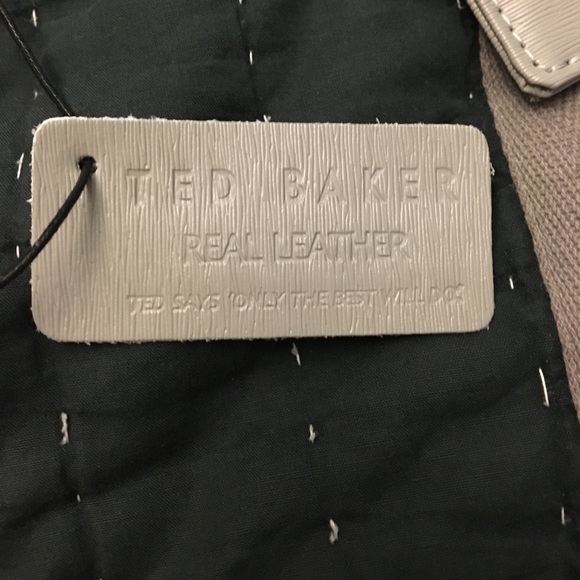 TED BAKER
REAL LEATHER
TED SAYS 'ONLY THE BEST WILL DO'